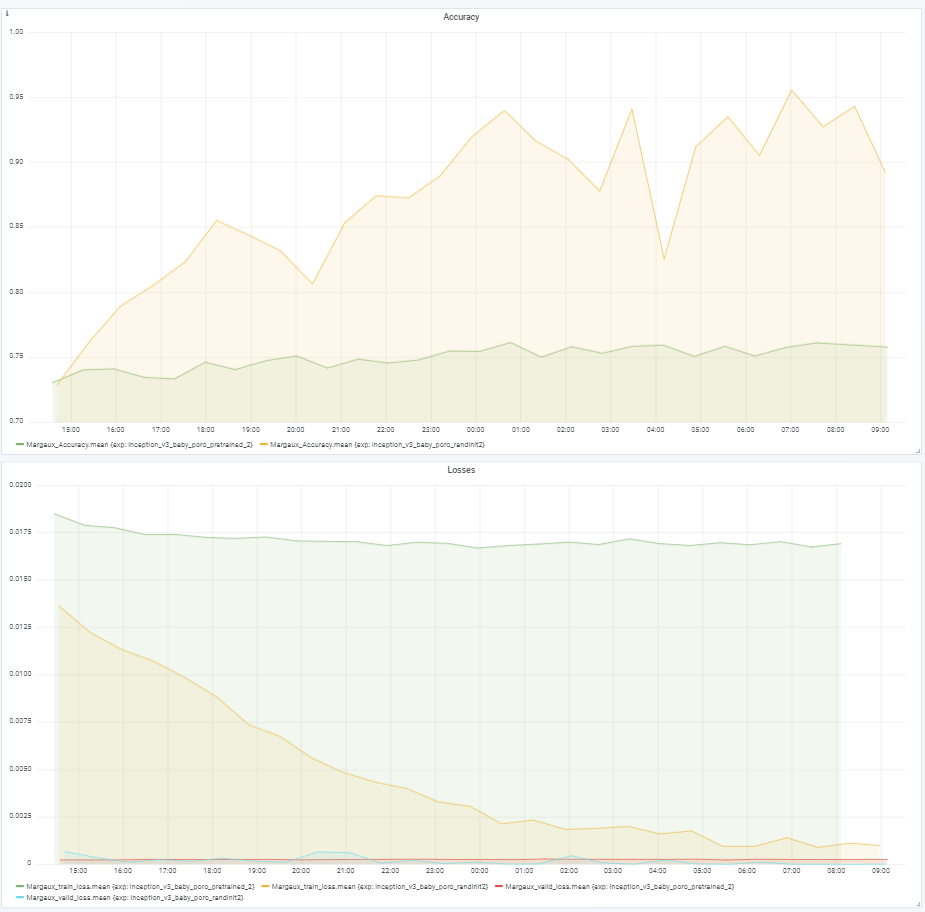 i
Accuracy
1.00
0.95
0.90
0.85
0.80
0.75
0.70
15:00 16:00 17:00 18:00 19:00 20:00 21:00 22:00 23:00 00:00 01:00 02:00 03:00 04:00 05:00 06:00 07:00 08:00 09:00
Margaux_Accuracy.mean {exp: Inception_v3_baby_poro_pretrained_2} Margaux_Accuracy.mean {exp: Inception_v3_baby_poro_randinit2}
Losses
0.0200
0.0175
0.0150
0.0125
0.0100
0.0075
0.0050
0.0025
0
15:00 16:00 17:00 18:00 19:00 20:00 21:00 22:00 23:00 00:00 01:00 02:00 03:00 04:00 05:00 06:00 07:00 08:00 09:00
Margaux_train_loss.mean {exp: Inception_v3_baby_poro_pretrained_2} Margaux_train_loss.mean {exp: Inception_v3_baby_poro_randinit2} Margaux_valid_loss.mean {exp: Inception_v3_baby_poro_pretrained_2}
Margaux_valid_loss.mean {exp: Inception_v3_baby_poro_randinit2}